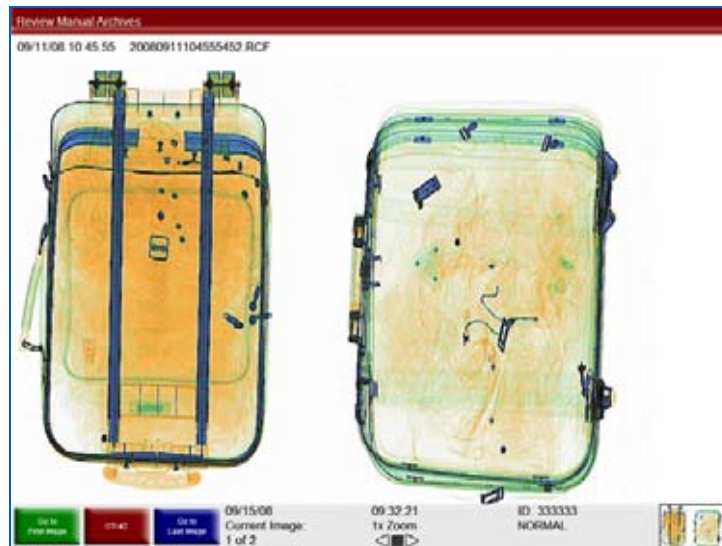 Review Manual Archives
09/11/08 10:45:55 20080911104555452.RCF
Go to First Image
Go to Last Image
09/15/08
Current Image:
1 of 2
09:32:21
1x Zoom
ID: 333333
NORMAL